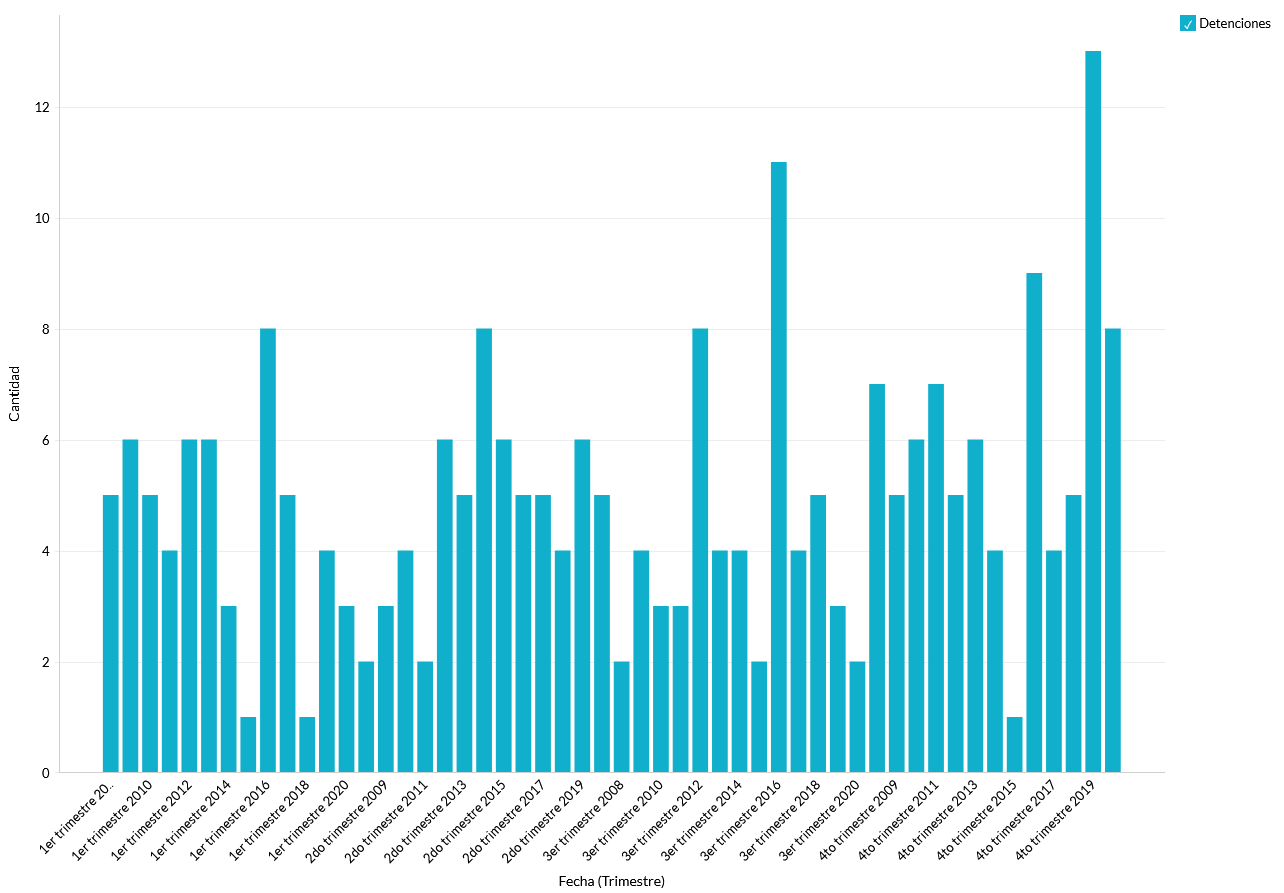 Detenciones
12
10
8
6
4
2
0
Cantidad
1er trimestre 20..
1er trimestre 2010
1er trimestre 2012
1er trimestre 2014
1er trimestre 2016
1er trimestre 2018
1er trimestre 2020
2do trimestre 2009
2do trimestre 2011
2do trimestre 2013
2do trimestre 2015
2do trimestre 2017
2do trimestre 2019
3er trimestre 2008
3er trimestre 2010
3er trimestre 2012
3er trimestre 2014
3er trimestre 2016
3er trimestre 2018
3er trimestre 2020
4to trimestre 2009
4to trimestre 2011
4to trimestre 2013
4to trimestre 2015
4to trimestre 2017
4to trimestre 2019
Fecha (Trimestre)